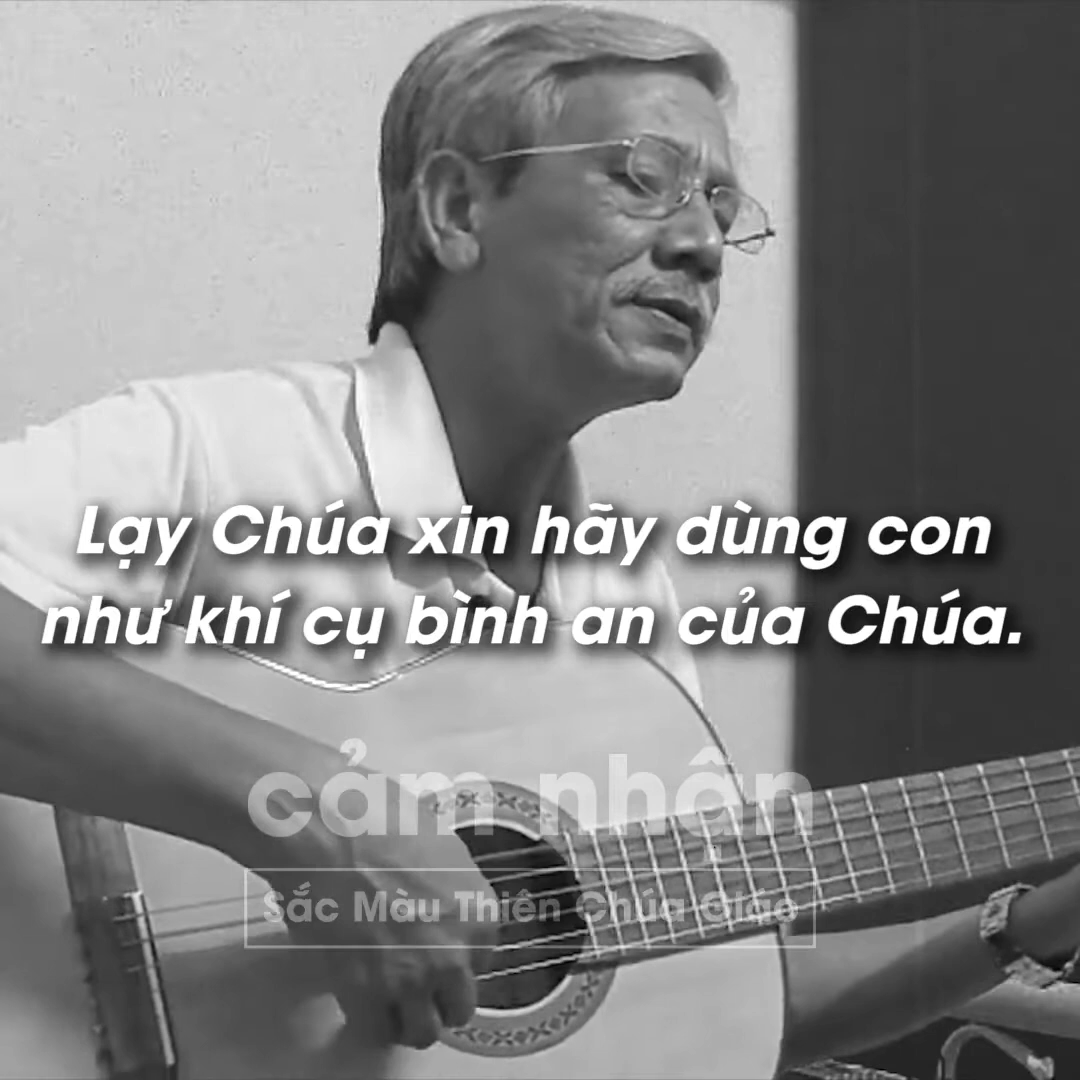 Lạy Chúa xin hãy dùng con
như khí cụ bình an của Chúa.
cảm nhận
Sắc Màu Thiên Chúa Giáo